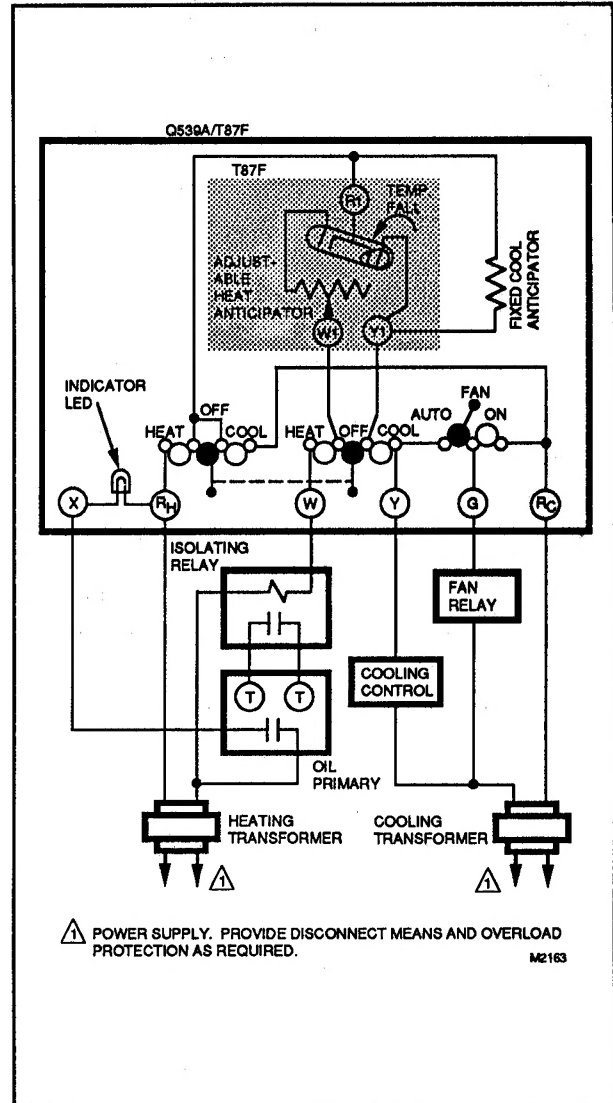 Q539A/T87F
T87F
R1
TEMP
FALL
ADJUST-
ABLE
HEAT
ANTICIPATOR
W1
Y1
FIXED COOL
ANTICIPATOR
INDICATOR
LED
HEAT
OFF
COOL
HEAT
OFF
COOL
AUTO
FAN
ON
X
RH
W
Y
G
RC
ISOLATING
RELAY
T
T
OIL
PRIMARY
FAN
RELAY
COOLING
CONTROL
HEATING
TRANSFORMER
1
COOLING
TRANSFORMER
1
1 POWER SUPPLY. PROVIDE DISCONNECT MEANS AND OVERLOAD
PROTECTION AS REQUIRED.
M2163